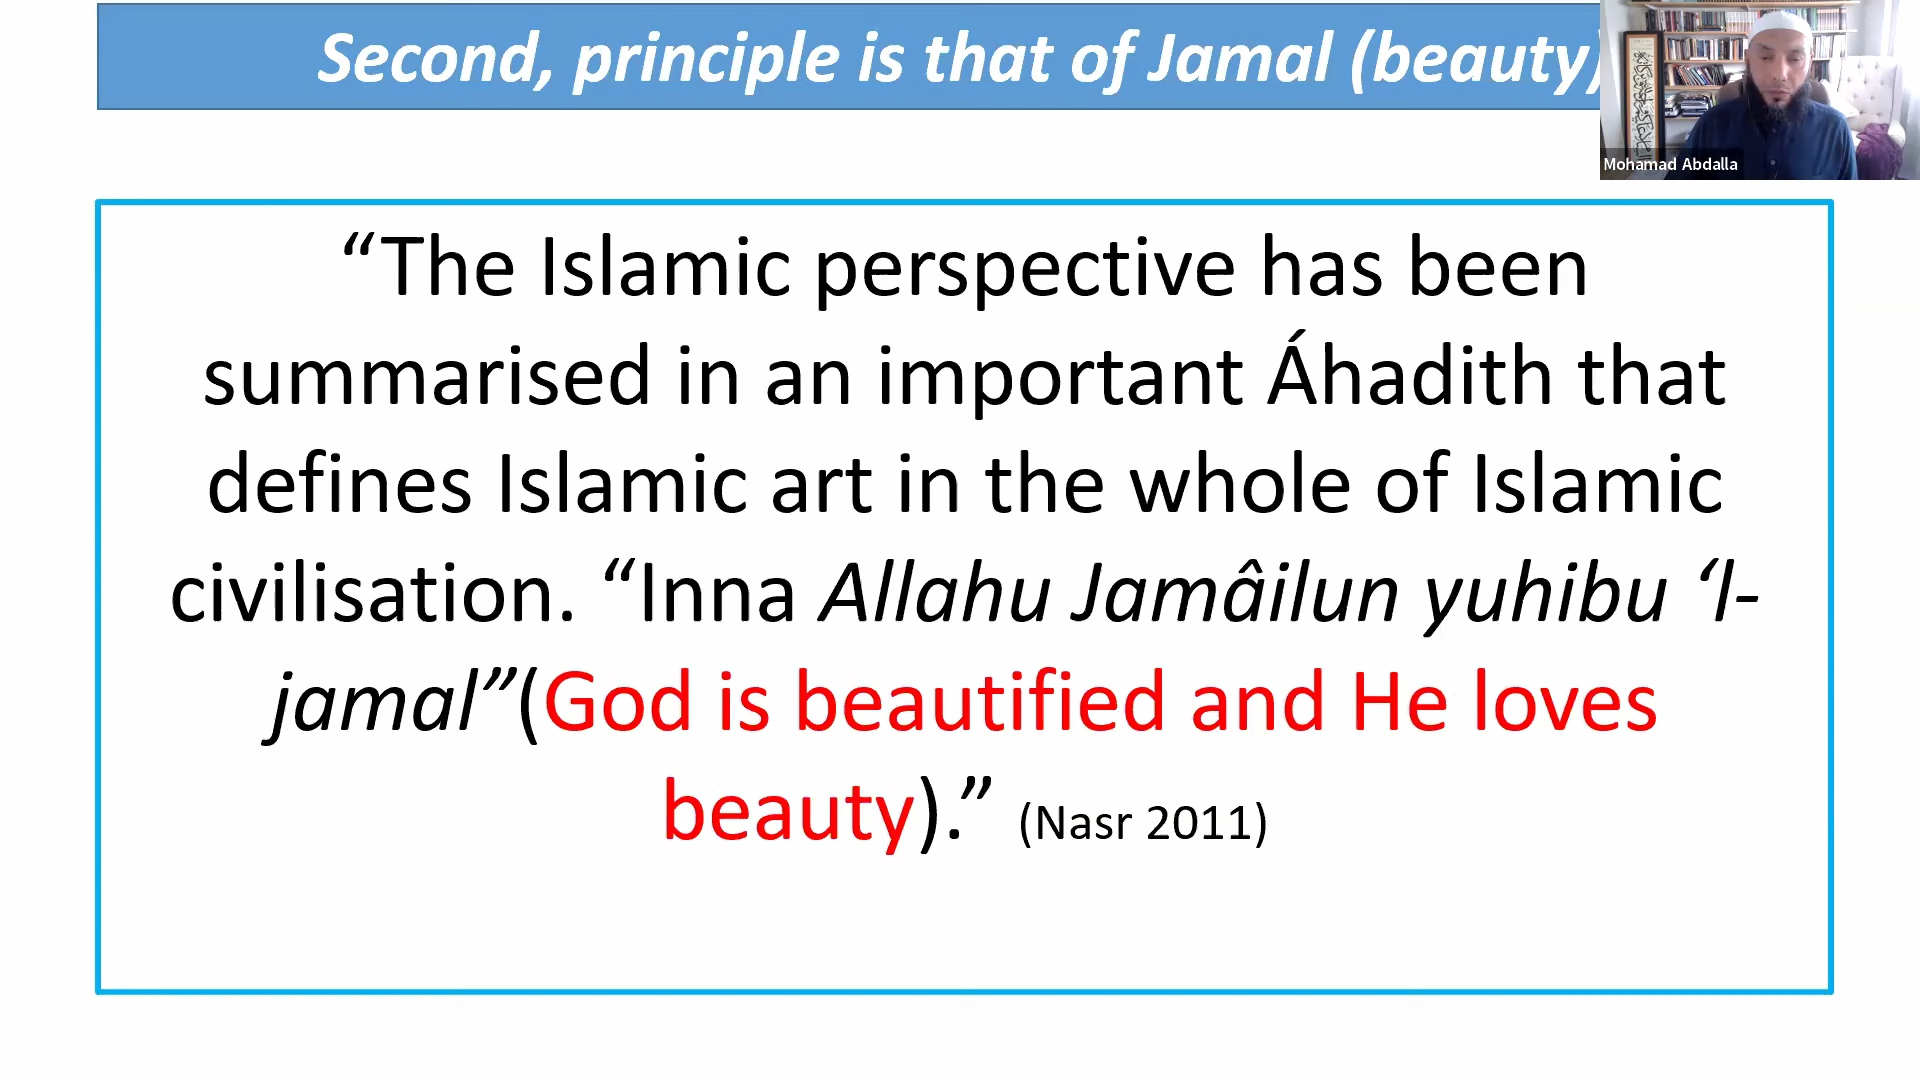 Second, principle is that of Jamal (beauty)
Mohamad Abdalla
“The Islamic perspective has been
summarised in an important Áhadith that
defines Islamic art in the whole of Islamic
civilisation. “Inna Allahu Jamâilun yuhibu ‘l-
jamal”(God is beautified and He loves
beauty).” (Nasr 2011)